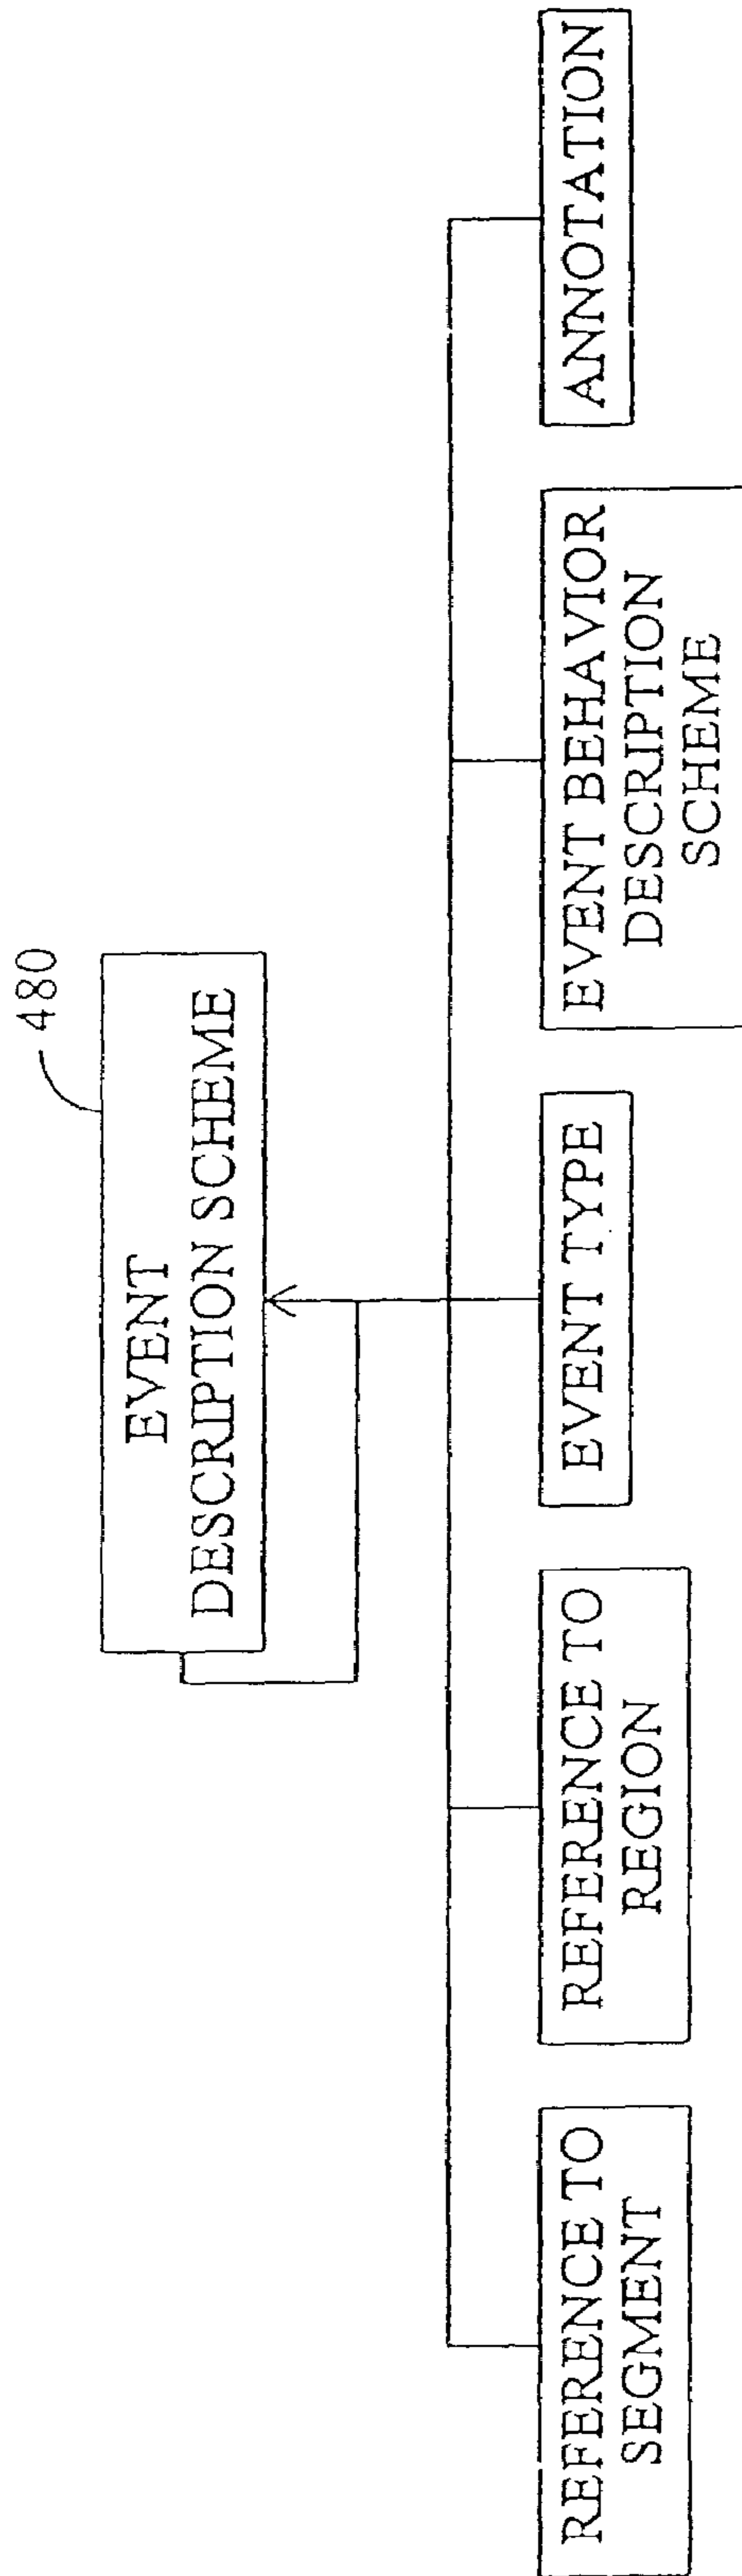 480
EVENT
DESCRIPTION SCHEME
REFERENCE TO
SEGMENT
REFERENCE TO
REGION
EVENT TYPE
EVENT BEHAVIOR
DESCRIPTION
SCHEME
ANNOTATION